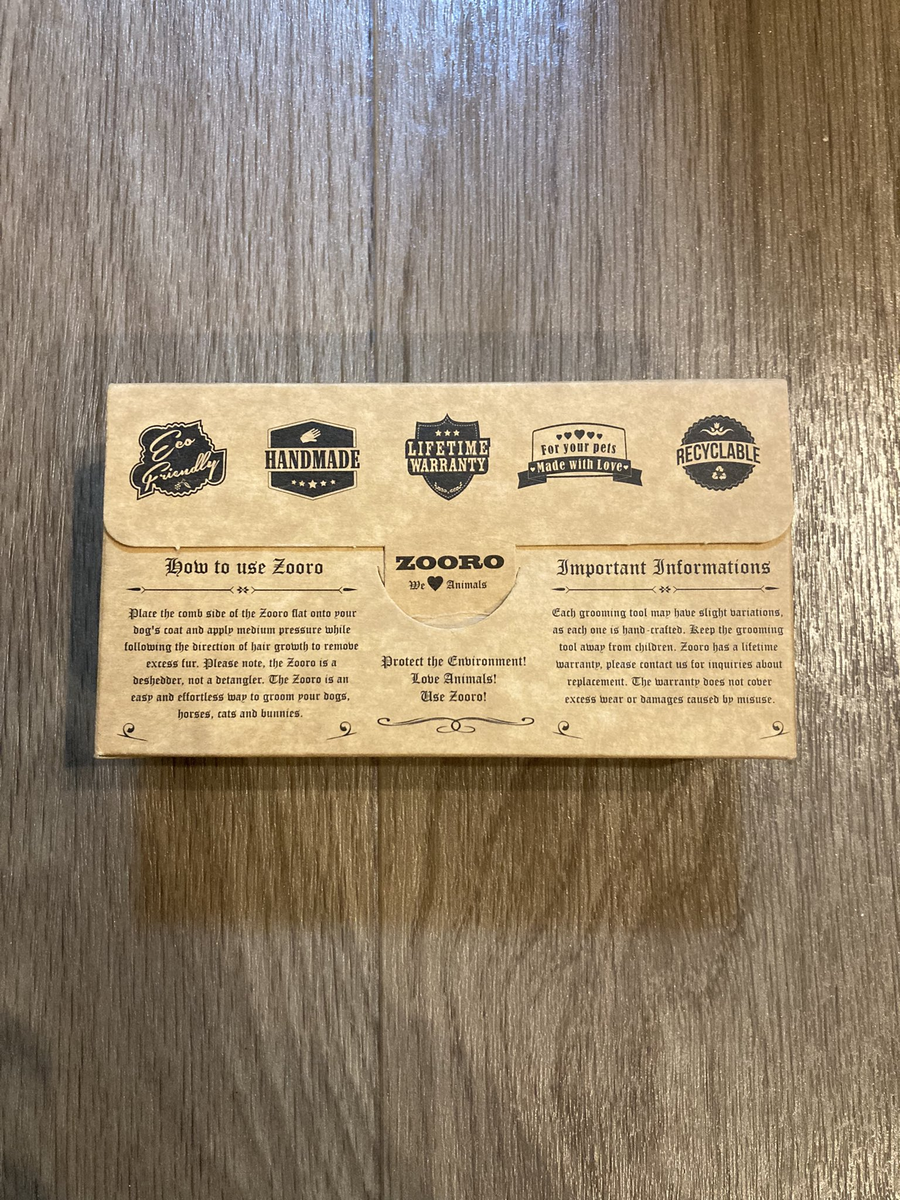 Eco
Friendly
HANDMADE
LIFETIME
WARRANTY
For your pets
Made with Love
RECYCLABLE
ZOORO
We Animals
How to use Zooro
Place the comb side of the Zooro flat onto your
dog's coat and apply medium pressure while
following the direction of hair growth to remove
excess fur. Please note, the Zooro is a
deshedder, not a detangler. The Zooro is an
easy and effortless way to groom your dogs,
horses, cats and bunnies.
Protect the Environment!
Love Animals!
Use Zooro!
Important Informations
Each grooming tool may have slight variations,
as each one is hand-crafted. Keep the grooming
tool away from children. Zooro has a lifetime
warranty, please contact us for inquiries about
replacement. The warranty does not cover
excess wear or damages caused by misuse.